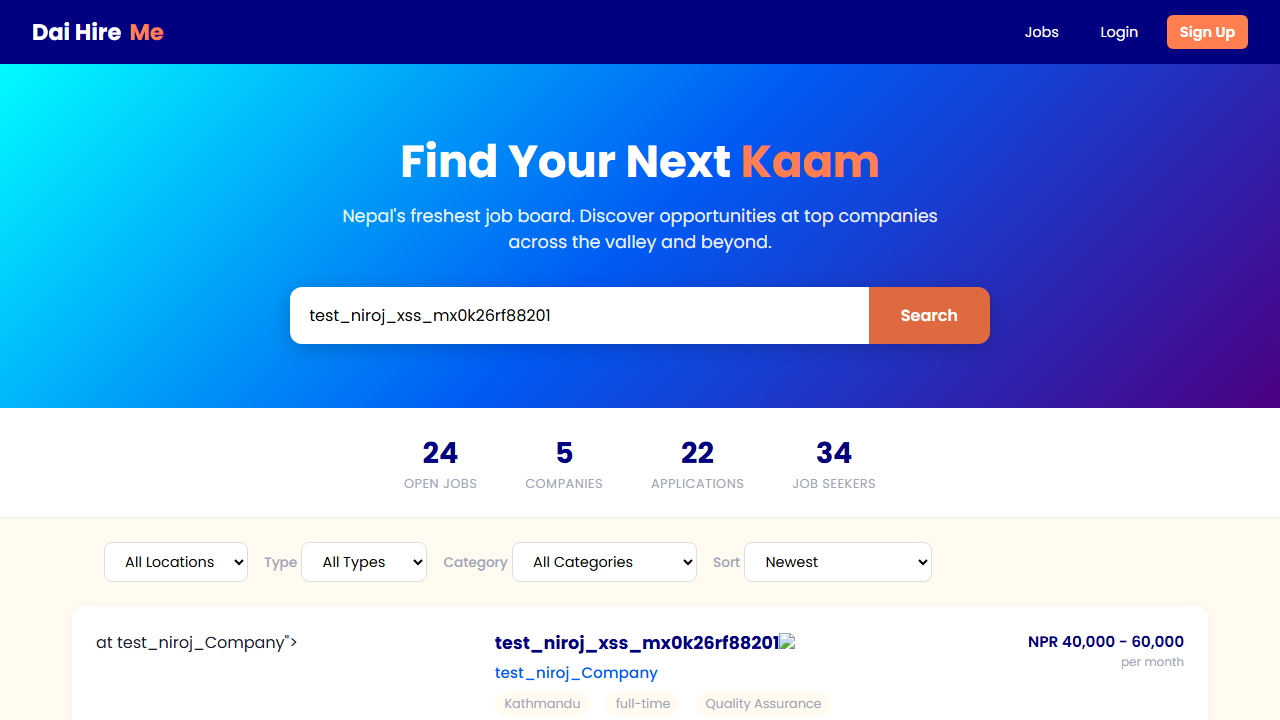 Dai Hire Me
Jobs
Login
Sign Up
Find Your Next Kaam
Nepal's freshest job board. Discover opportunities at top companies
across the valley and beyond.
test_niroj_xss_mx0k26rf88201
Search
24
OPEN JOBS
5
COMPANIES
22
APPLICATIONS
34
JOB SEEKERS
All Locations
Type
All Types
Category
All Categories
Sort
Newest
at test_niroj_Company">
test_niroj_xss_mx0k26rf88201
test_niroj_Company
Kathmandu
full-time
Quality Assurance
NPR 40,000 - 60,000
per month